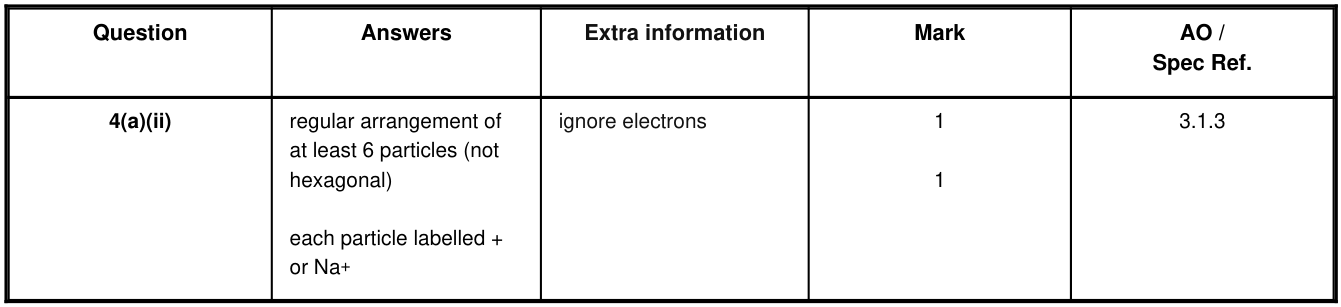 Question Answers Extra information Mark AO /
Spec Ref.
4(a)(ii) regular arrangement of ignore electrons 1 3.1.3
at least 6 particles (not
hexagonal) 1
each particle labelled +
or Na+